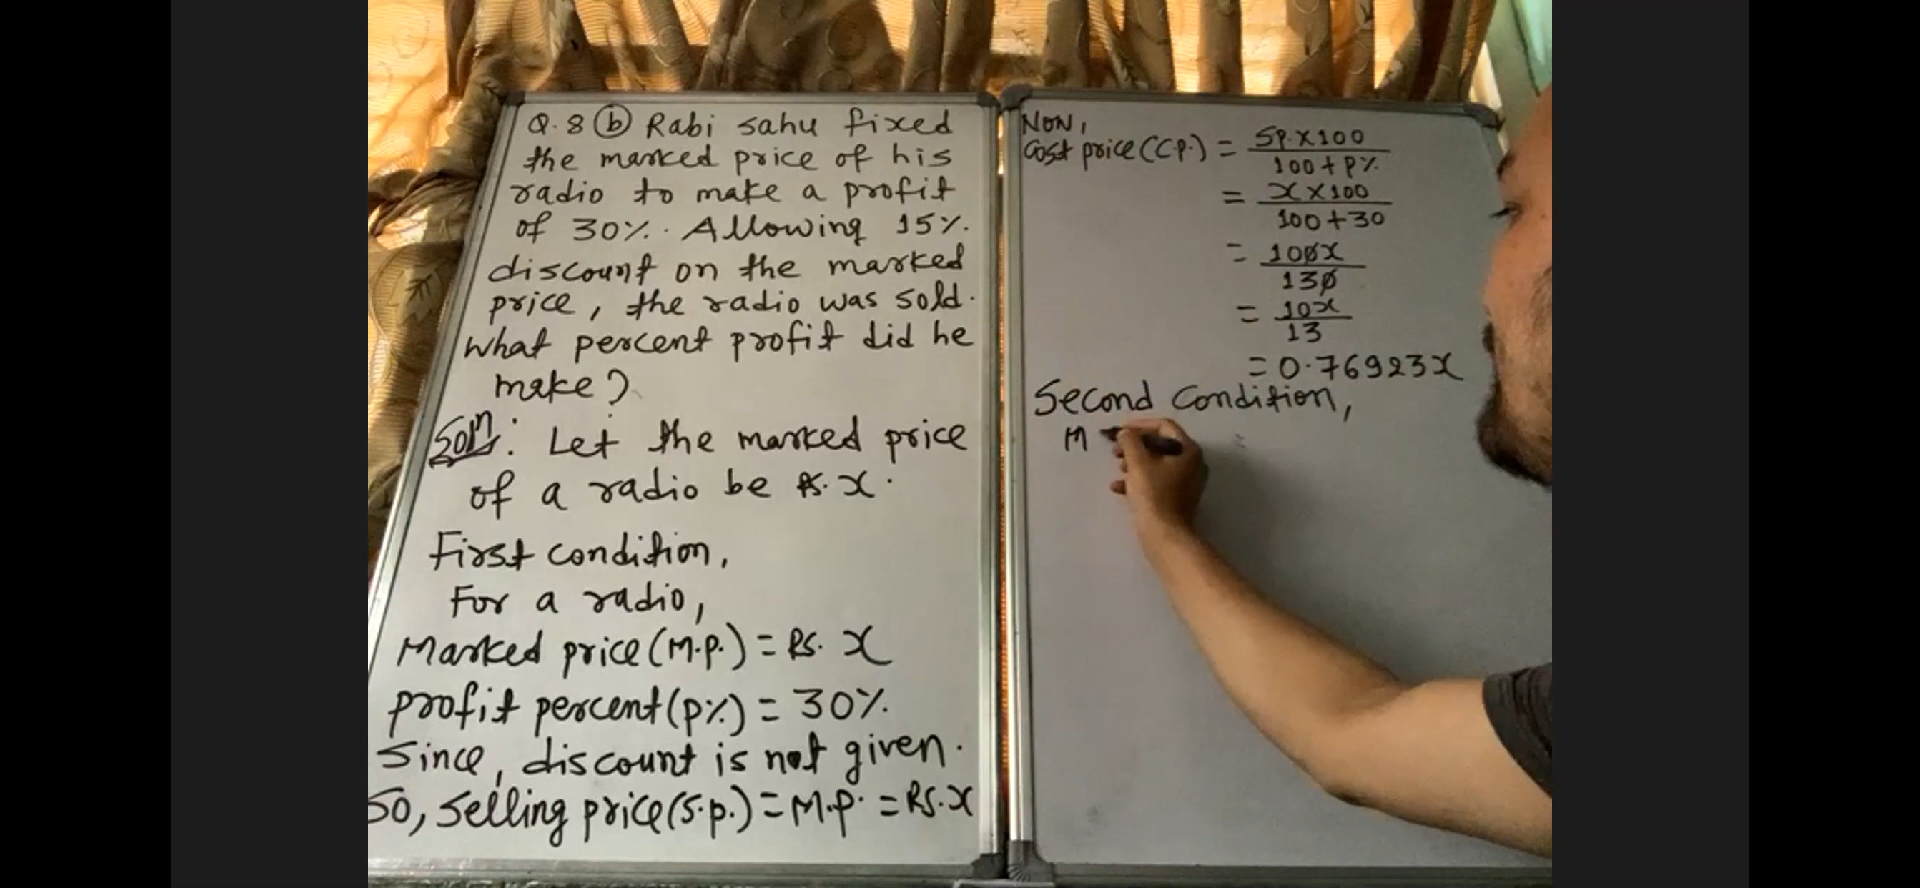 Q.8 (b) Rabi sahu fixed
the marked price of his
radio to make a profit
of 30%. Allowing 15%.
discount on the marked
price, the radio was sold.
what percent profit did he
make?
Soln: Let the marked price
of a radio be Rs. x.
First condition,
For a radio,
Marked price (M.p.) = Rs. x
profit percent (p%) = 30%.
Since, discount is not given.
So, selling price (s.p.) = M.p. = Rs. x
Now,
Cost price (C.P.) = SP. × 100 / 100 + P%
= x × 100 / 100 + 30
= 100x / 130
= 10x / 13
= 0.76923x
Second Condition,
M